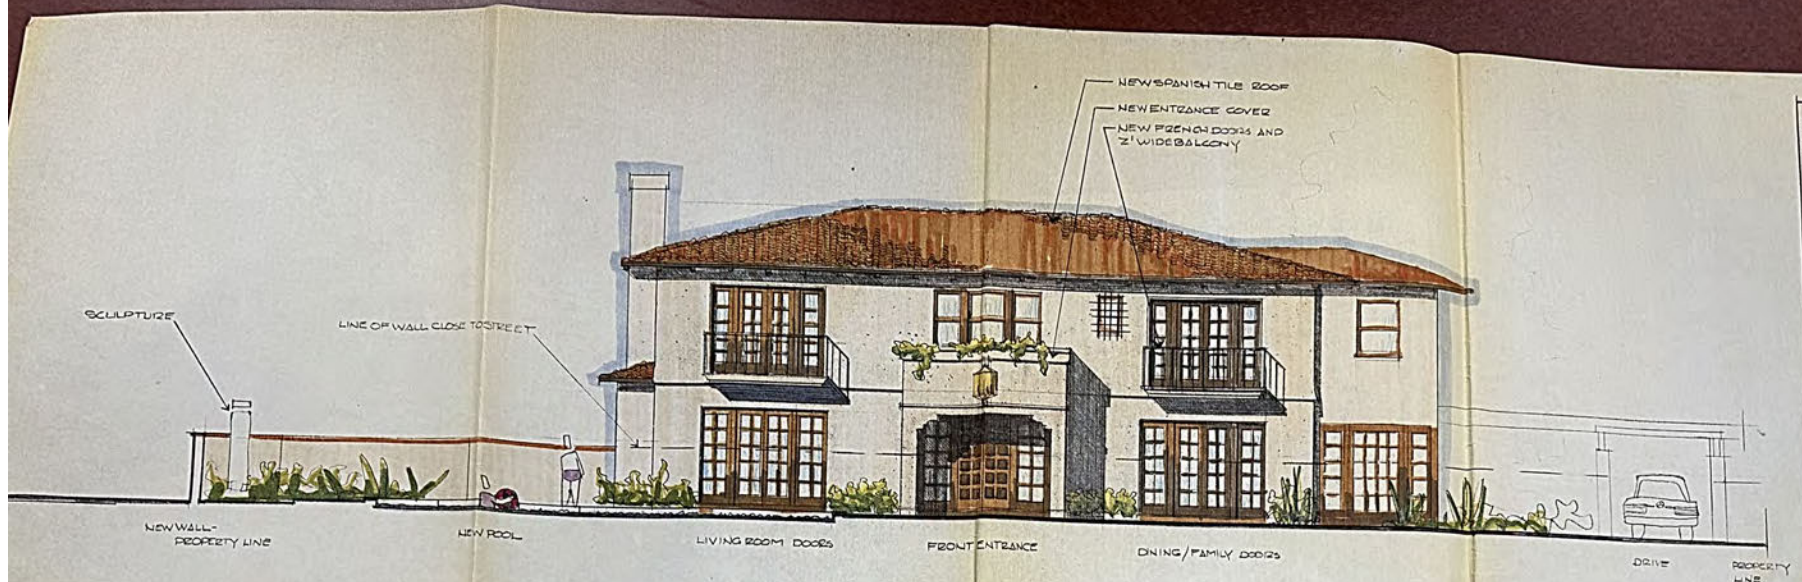 NEW SPANISH TILE ROOF
NEW ENTRANCE COVER
NEW FRENCH DOORS AND
2' WIDE BALCONY
SCULPTURE
LINE OF WALL CLOSE TO STREET
NEW WALL-
PROPERTY LINE
NEW POOL
LIVING ROOM DOORS
FRONT ENTRANCE
DINING/FAMILY DOORS
DRIVE
PROPERTY
LINE